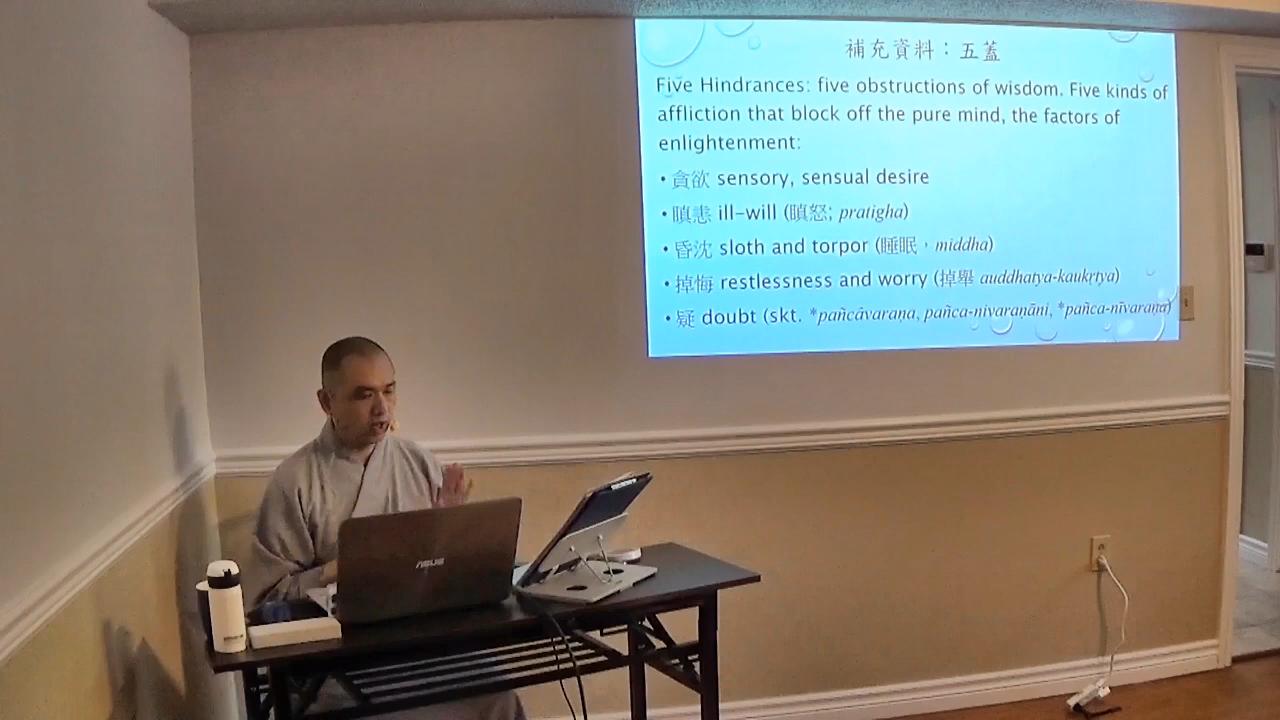 補充資料：五蓋
Five Hindrances: five obstructions of wisdom. Five kinds of
affliction that block off the pure mind, the factors of
enlightenment:
• 貪欲 sensory, sensual desire
• 瞋恚 ill-will (瞋怒; pratigha)
• 昏沈 sloth and torpor (睡眠，middha)
• 掉悔 restlessness and worry (掉舉 auddhatya-kaukṛtya)
• 疑 doubt (skt. *pañcāvaraṇa, pañca-nivaraṇāni, *pañca-nīvaraṇa)
ASUS